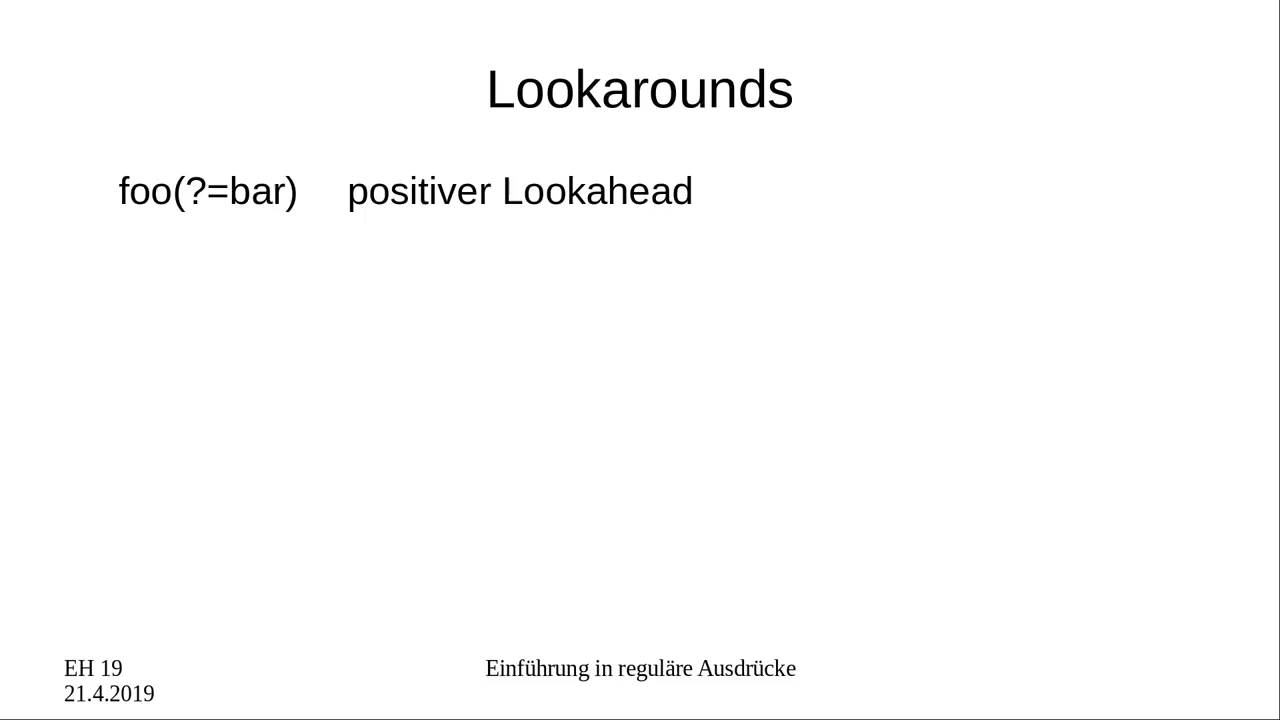 Lookarounds
foo(?=bar) positiver Lookahead
EH 19
21.4.2019
Einführung in reguläre Ausdrücke